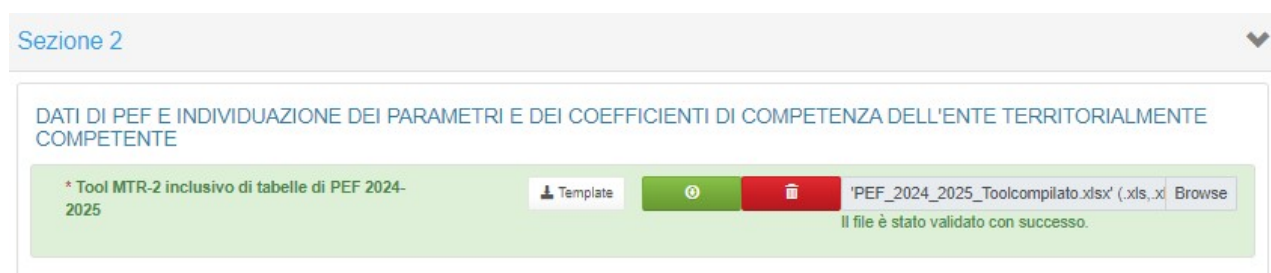 Sezione 2
DATI DI PEF E INDIVIDUAZIONE DEI PARAMETRI E DEI COEFFICIENTI DI COMPETENZA DELL'ENTE TERRITORIALMENTE
COMPETENTE
* Tool MTR-2 inclusivo di tabelle di PEF 2024-
2025
Template
'PEF_2024_2025_Toolcompilato.xlsx' (.xls,.xl Browse
Il file è stato validato con successo.